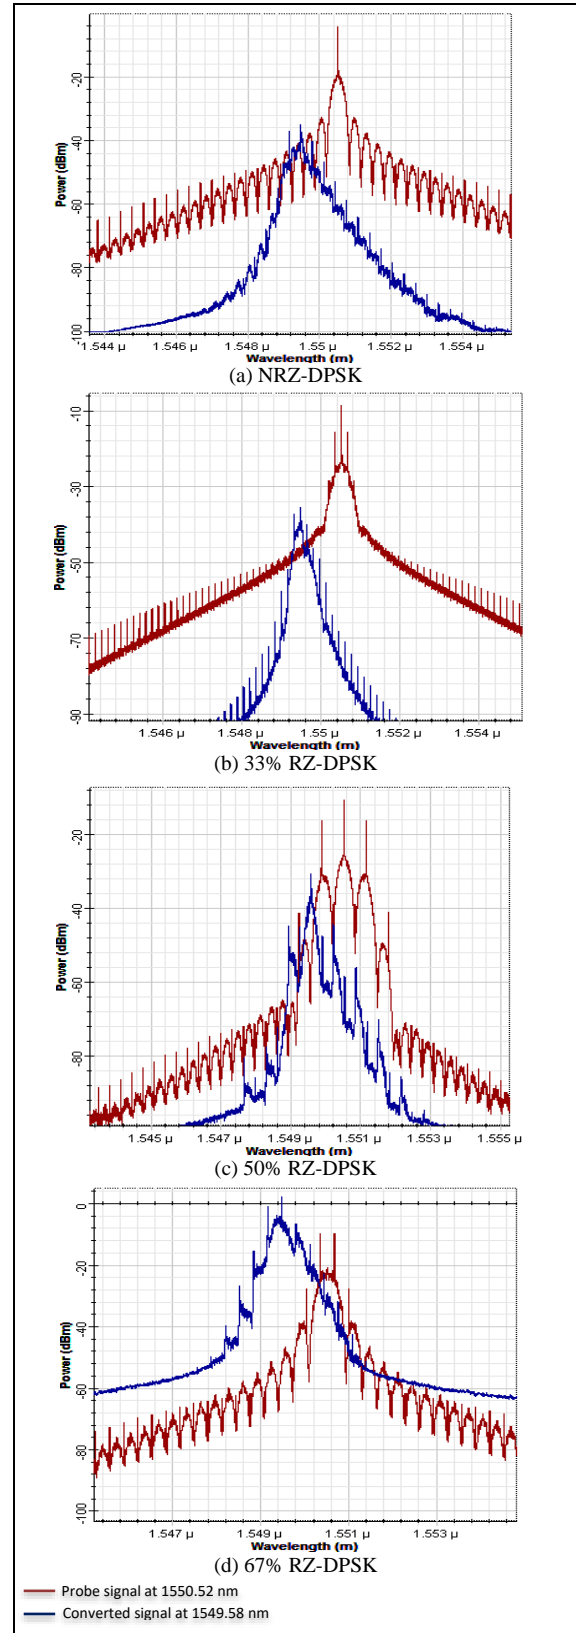 Power (dBm)
-20
-40
-60
-80
-100
1.544 µ 1.546 µ 1.548 µ 1.55 µ 1.552 µ 1.554 µ
Wavelength (m)
(a) NRZ-DPSK
Power (dBm)
-10
-30
-50
-70
-90
1.546 µ 1.548 µ 1.55 µ 1.552 µ 1.554 µ
Wavelength (m)
(b) 33% RZ-DPSK
Power (dBm)
-20
-40
-60
-80
1.545 µ 1.547 µ 1.549 µ 1.551 µ 1.553 µ 1.555 µ
Wavelength (m)
(c) 50% RZ-DPSK
Power (dBm)
0
-20
-40
-60
-80
-100
1.547 µ 1.549 µ 1.551 µ 1.553 µ
Wavelength (m)
(d) 67% RZ-DPSK
Probe signal at 1550.52 nm
Converted signal at 1549.58 nm